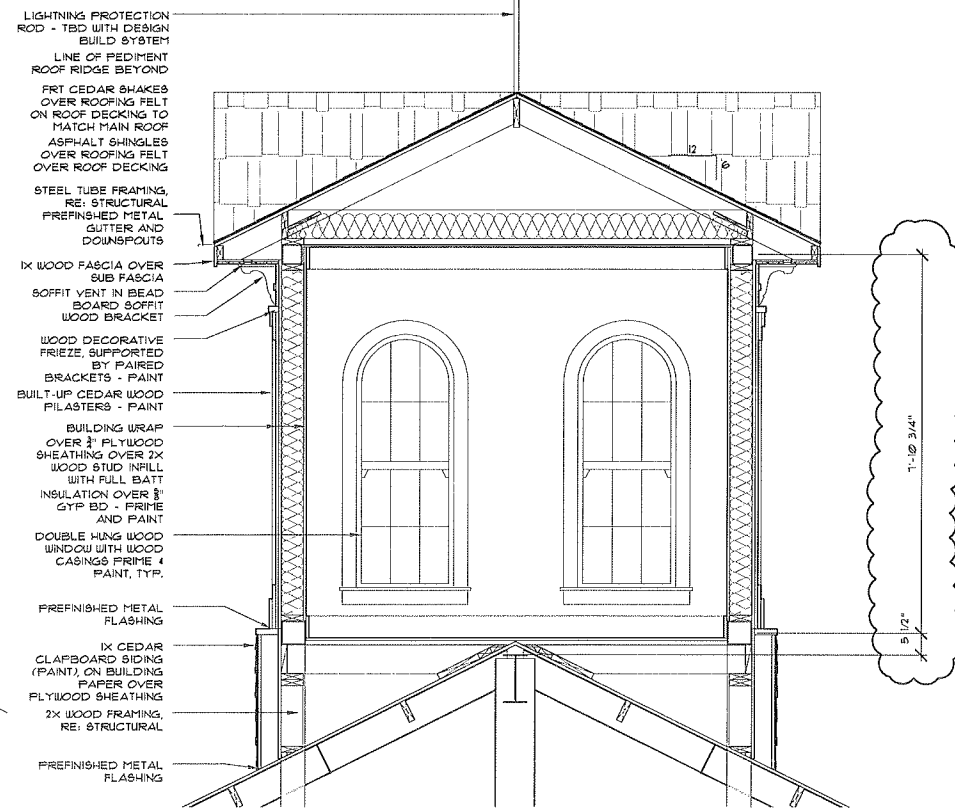 LIGHTNING PROTECTION
ROD - TBD WITH DESIGN
BUILD SYSTEM
LINE OF PEDIMENT
ROOF RIDGE BEYOND
FRT CEDAR SHAKES
OVER ROOFING FELT
ON ROOF DECKING TO
MATCH MAIN ROOF
ASPHALT SHINGLES
OVER ROOFING FELT
OVER ROOF DECKING
STEEL TUBE FRAMING,
RE: STRUCTURAL
PREFINSHED METAL
GUTTER AND
DOWNSPOUTS
1X WOOD FASCIA OVER
SUB FASCIA
SOFFIT VENT IN BEAD
BOARD SOFFIT
WOOD BRACKET
WOOD DECORATIVE
FRIEZE, SUPPORTED
BY PAIRED
BRACKETS - PAINT
BUILT-UP CEDAR WOOD
PILASTERS - PAINT
BUILDING WRAP
OVER ¾" PLYWOOD
SHEATHING OVER 2X
WOOD STUD INFILL
WITH FULL BATT
INSULATION OVER ⅝"
GYP BD - PRIME
AND PAINT
DOUBLE HUNG WOOD
WINDOW WITH WOOD
CASINGS PRIME &
PAINT, TYP.
PREFINISHED METAL
FLASHING
1X CEDAR
CLAPBOARD SIDING
(PAINT), ON BUILDING
PAPER OVER
PLYWOOD SHEATHING
2X WOOD FRAMING,
RE: STRUCTURAL
PREFINISHED METAL
FLASHING
12
6
7'-10 3/4"
5 1/2"